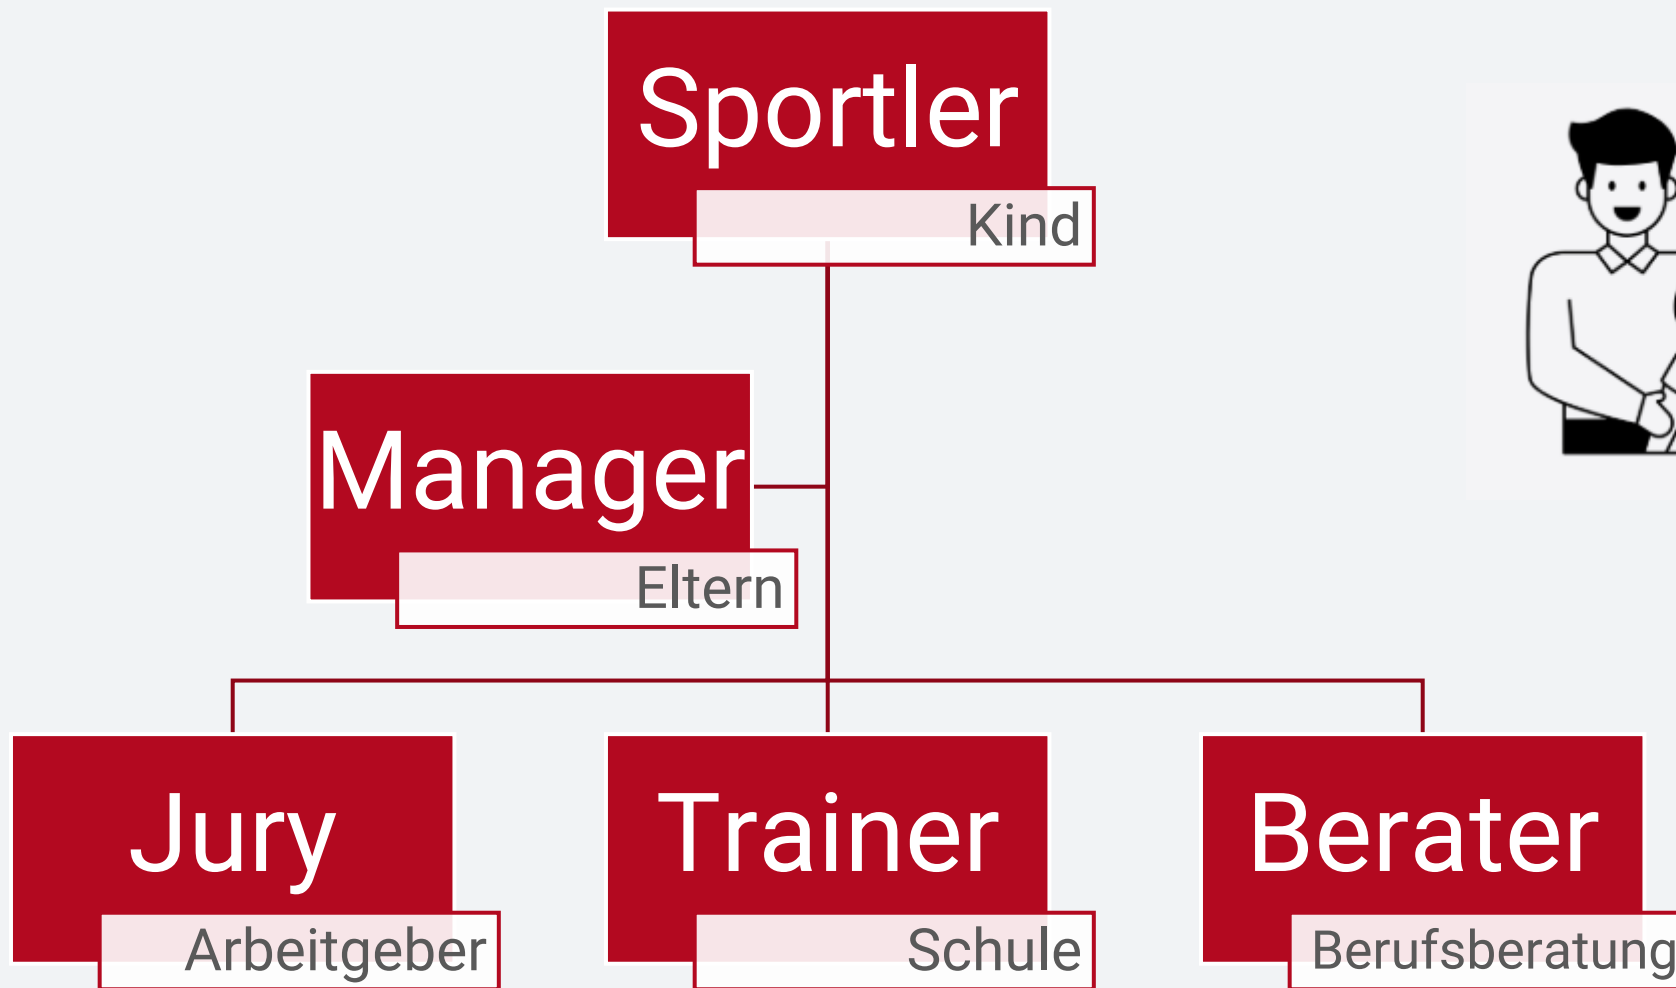 Sportler
Kind
Manager
Eltern
Jury
Arbeitgeber
Trainer
Schule
Berater
Berufsberatung